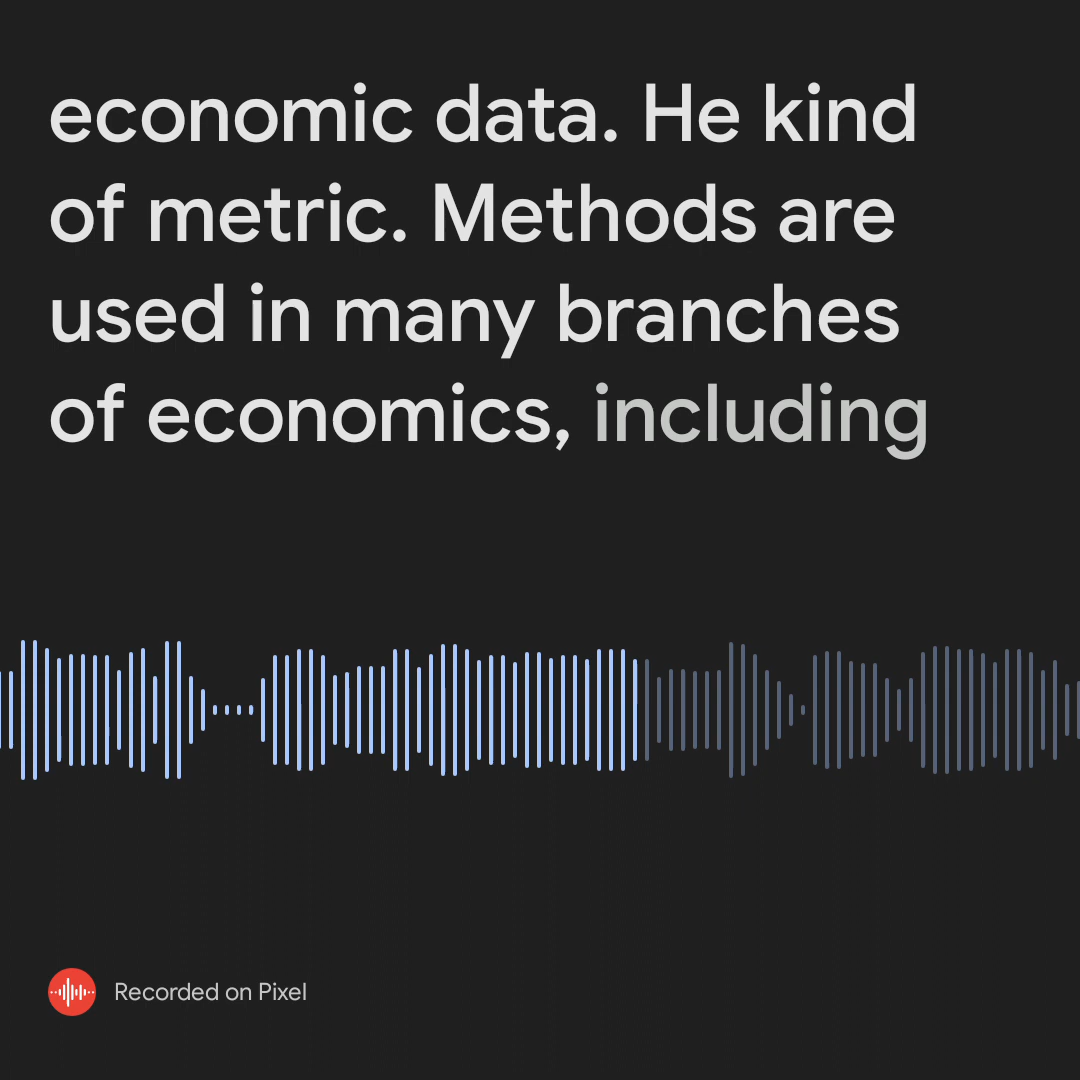 economic data. He kind
of metric. Methods are
used in many branches
of economics, including
Recorded on Pixel